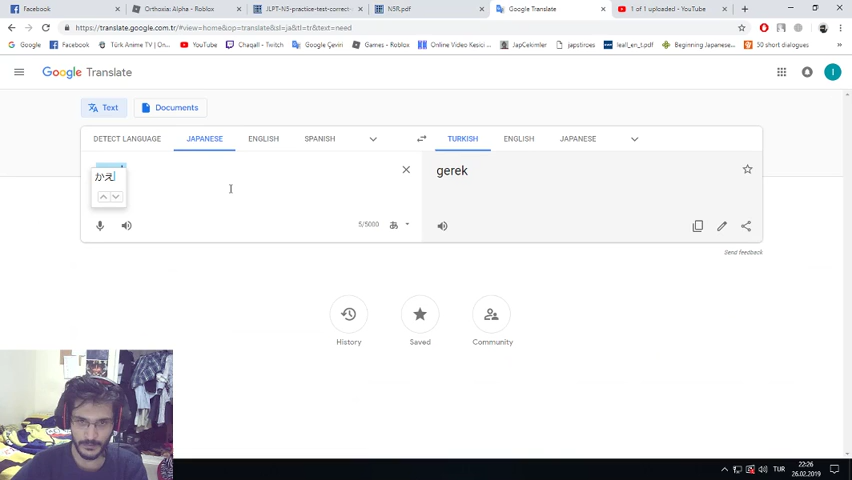 Facebook
Orthoxia: Alpha - Roblox
JLPT-N5-practice-test-correct-
N5R.pdf
Google Translate
1 of 1 uploaded - YouTube
https://translate.google.com.tr/#view=home&op=translate&sl=ja&tl=tr&text=need
Google
Facebook
Türk Anime TV | On...
YouTube
Chaqall - Twitch
Google Çeviri
Games - Roblox
Online Video Kesici...
JapCekimler
japstiroes
leall_en_t.pdf
Beginning Japanese...
50 short dialogues
Google Translate
Text
Documents
DETECT LANGUAGE
JAPANESE
ENGLISH
SPANISH
TURKISH
ENGLISH
JAPANESE
かえ
gerek
5/5000
あ
Send feedback
History
Saved
Community
TUR
22:26
26.02.2019